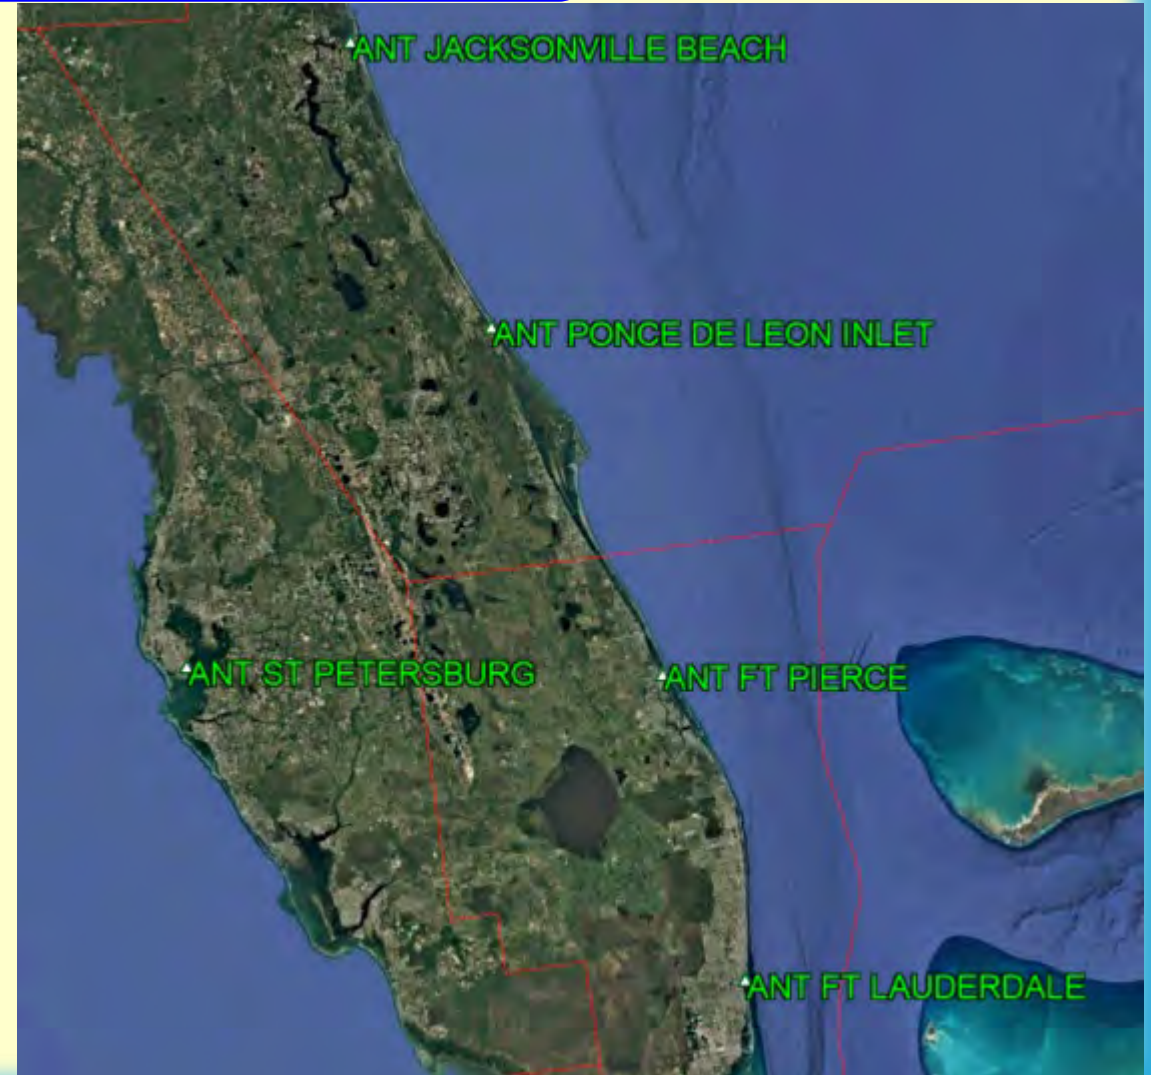 ANT JACKSONVILLE BEACH
ANT PONCE DE LEON INLET
ANT ST PETERSBURG
ANT FT PIERCE
ANT FT LAUDERDALE